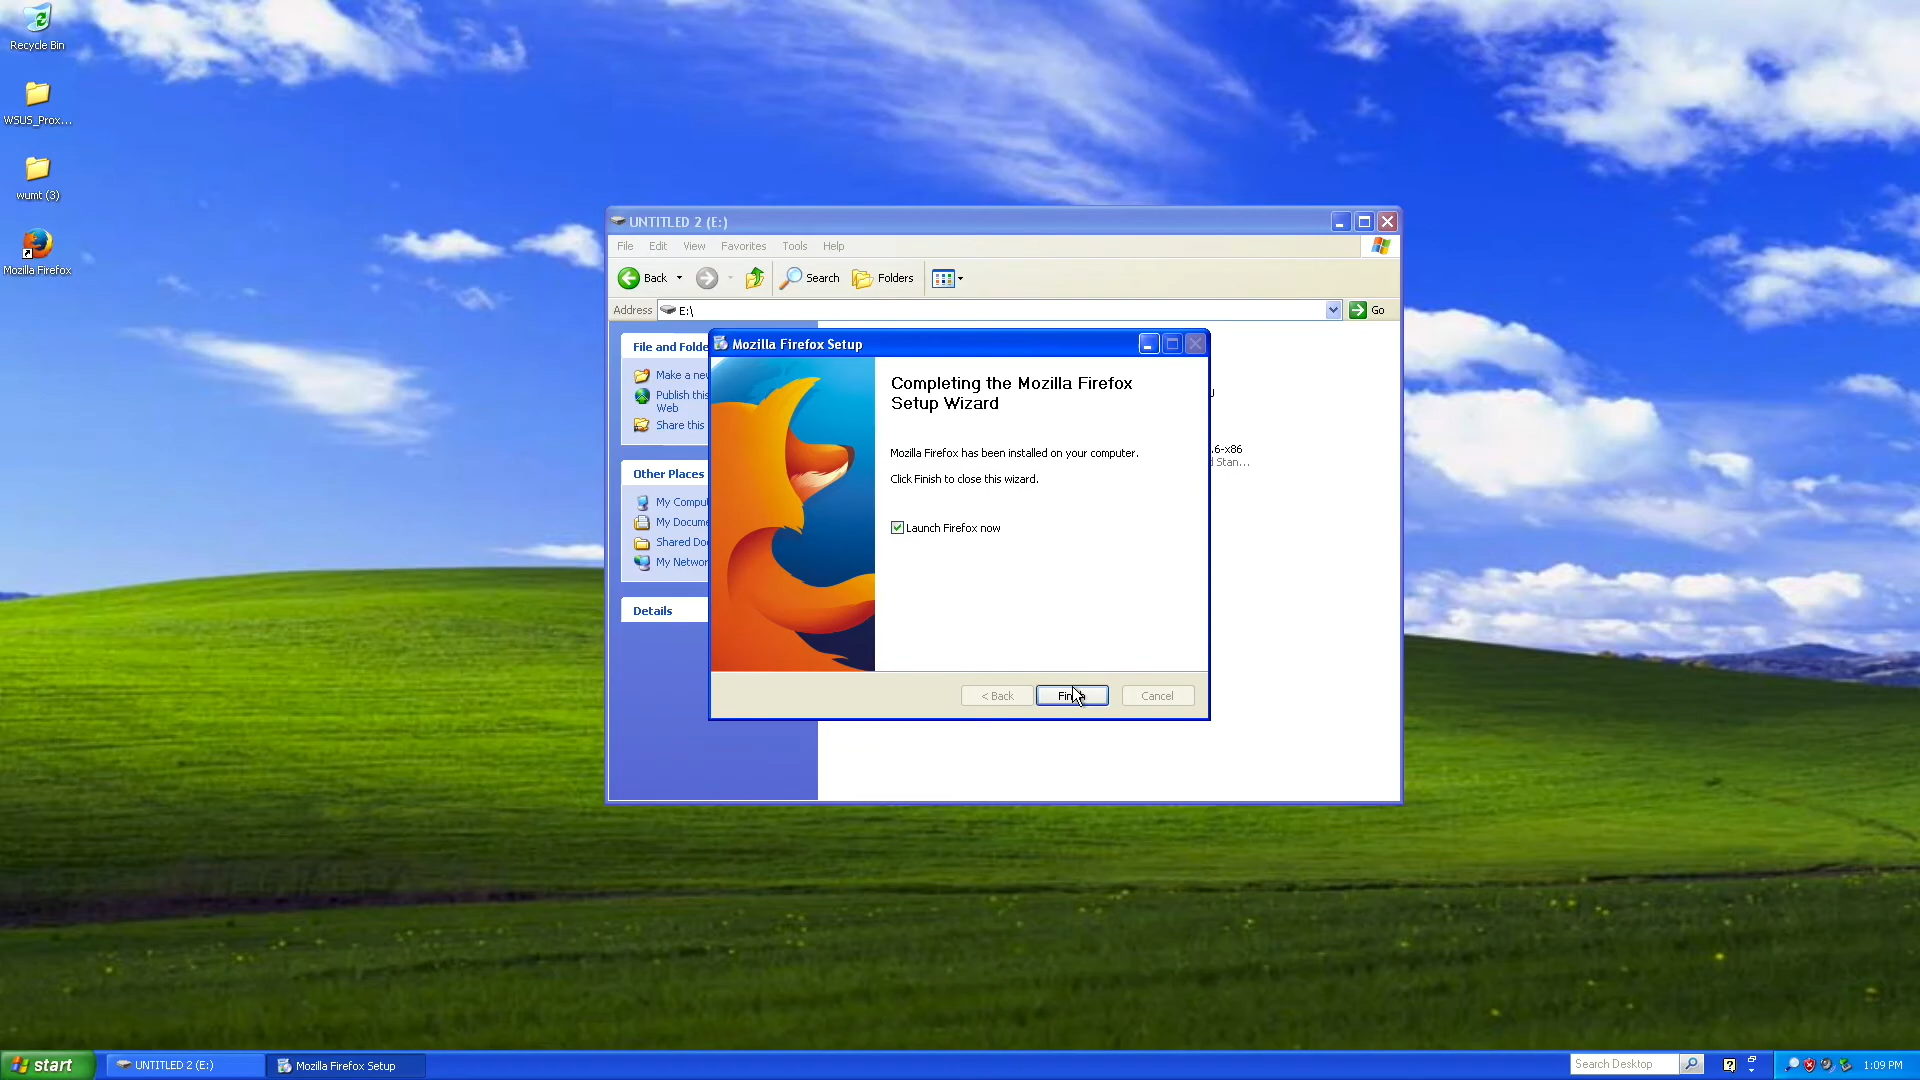 Recycle Bin
WSUS_Prox...
wumt (3)
Mozilla Firefox
UNTITLED 2 (E:)
File Edit View Favorites Tools Help
Back Search Folders
Address E:\ Go
File and Folde
Make a new
Publish this
Web
Share this
Other Places
My Compu
My Docume
Shared Do
My Networ
Details
.6-x86
d Stan...
Mozilla Firefox Setup
Completing the Mozilla Firefox
Setup Wizard
Mozilla Firefox has been installed on your computer.
Click Finish to close this wizard.
Launch Firefox now
< Back Finish Cancel
start UNTITLED 2 (E:) Mozilla Firefox Setup Search Desktop 1:09 PM